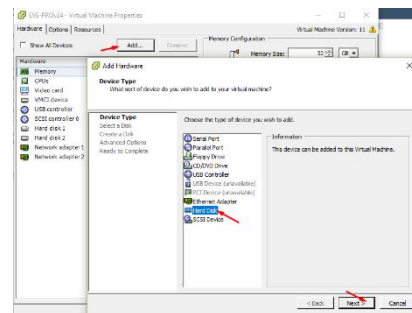 EVE-PROv24 - Virtual Machine Properties
Hardware Options Resources
Virtual Machine Version: 11
Show All Devices
Add...
Remove
Memory Configuration
Memory Size: 32 GB
Hardware
Memory
CPUs
Video card
VMCI device
USB controller
SCSI controller 0
Hard disk 1
Hard disk 2
Network adapter 1
Network adapter 2
Add Hardware
Device Type
What sort of device do you wish to add to your virtual machine?
Device Type
Select a Disk
Create a Disk
Advanced Options
Ready to Complete
Choose the type of device you wish to add.
Serial Port
Parallel Port
Floppy Drive
CD/DVD Drive
USB Controller
USB Device (unavailable)
PCI Device (unavailable)
Ethernet Adapter
Hard Disk
SCSI Device
Information
This device can be added to this Virtual Machine.
< Back
Next >
Cancel